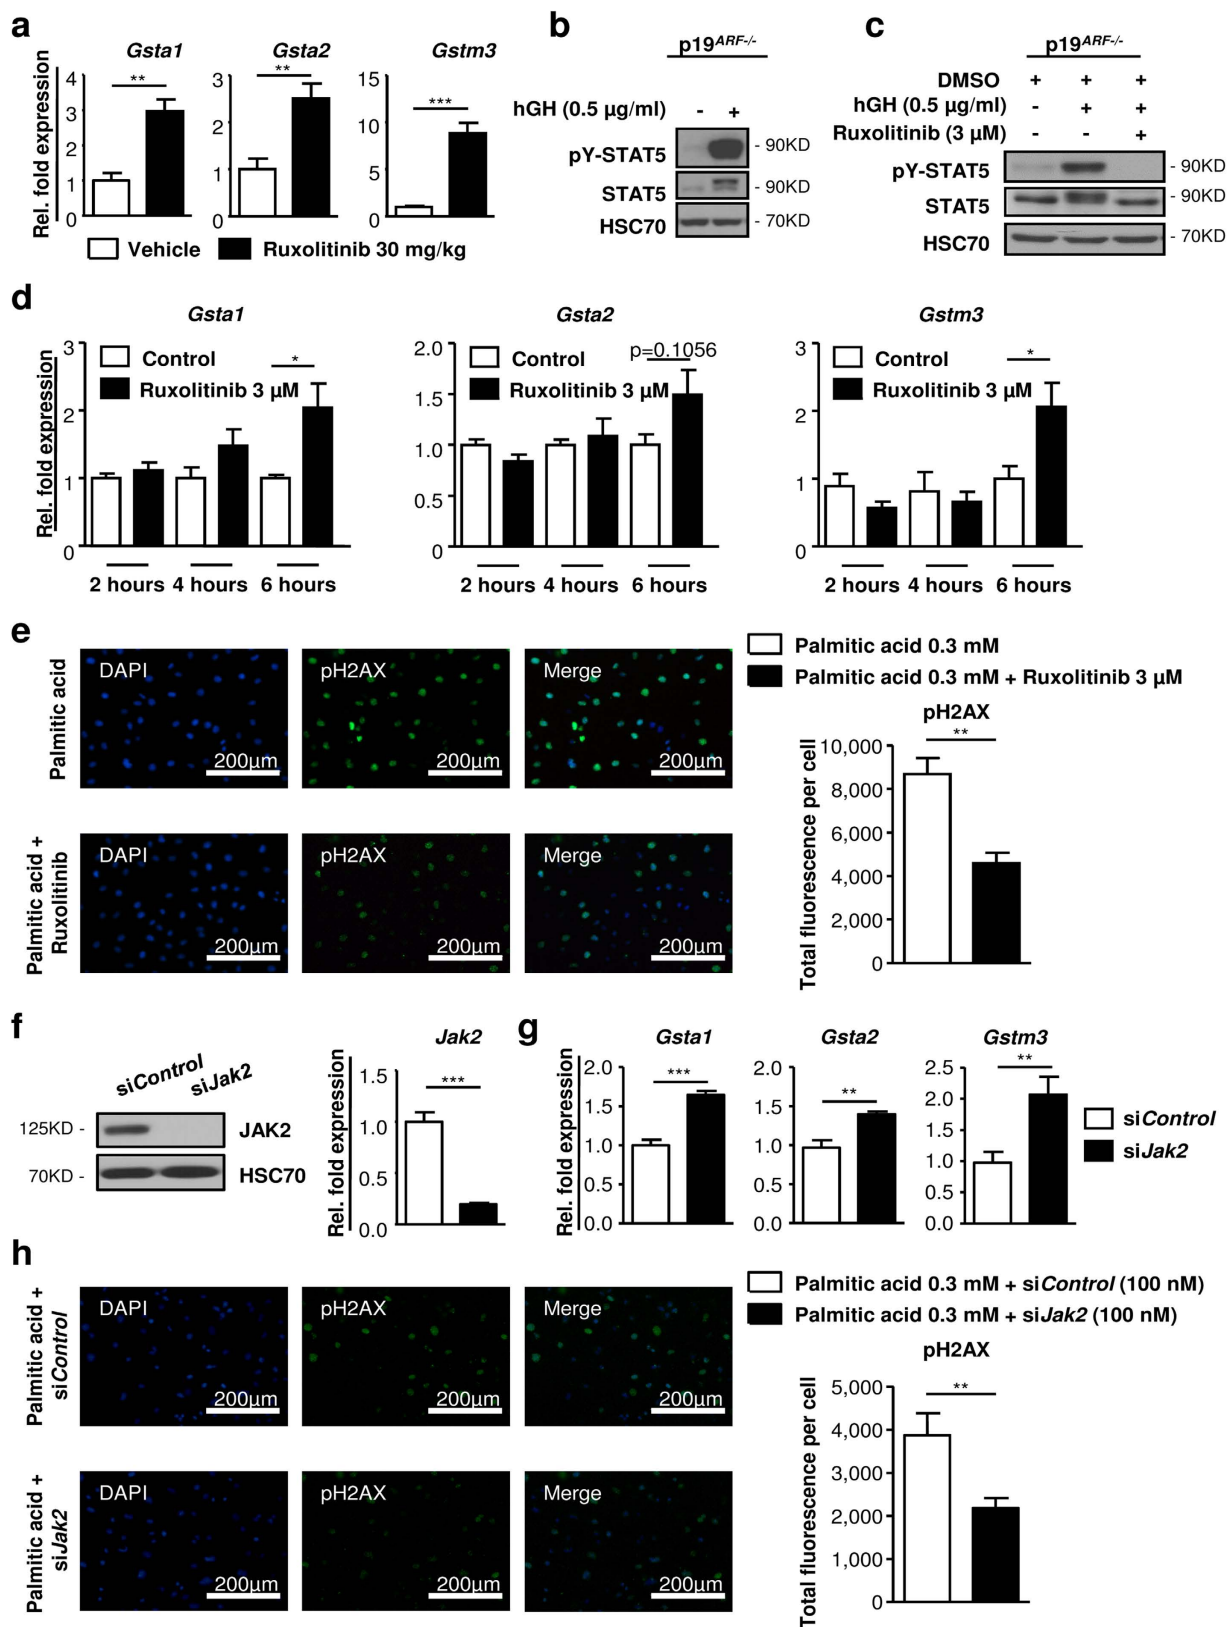 a
Gsta1
Gsta2
Gstm3
Rel. fold expression
4
3
2
1
0
**
3
2
1
0
**
15
10
5
0
***
Vehicle
Ruxolitinib 30 mg/kg
b
p19ARF-/-
hGH (0.5 µg/ml)
- +
pY-STAT5
- 90KD
STAT5
- 90KD
HSC70
- 70KD
c
p19ARF-/-
DMSO
+ + +
hGH (0.5 µg/ml)
- + +
Ruxolitinib (3 µM)
- - +
pY-STAT5
- 90KD
STAT5
- 90KD
HSC70
- 70KD
d
Gsta1
Rel. fold expression
3
2
1
0
Control
Ruxolitinib 3 µM
*
2 hours 4 hours 6 hours
Gsta2
2.0
1.5
1.0
0.5
0
Control
Ruxolitinib 3 µM
p=0.1056
2 hours 4 hours 6 hours
Gstm3
3
2
1
0
Control
Ruxolitinib 3 µM
*
2 hours 4 hours 6 hours
e
Palmitic acid
DAPI
200µm
pH2AX
200µm
Merge
200µm
Palmitic acid +
Ruxolitinib
DAPI
200µm
pH2AX
200µm
Merge
200µm
Palmitic acid 0.3 mM
Palmitic acid 0.3 mM + Ruxolitinib 3 µM
pH2AX
**
Total fluorescence per cell
10,000
8,000
6,000
4,000
2,000
0
f
siControl
siJak2
125KD -
JAK2
70KD -
HSC70
Jak2
Rel. fold expression
1.5
1.0
0.5
0.0
***
g
Gsta1
Rel. fold expression
2.0
1.5
1.0
0.5
0.0
***
Gsta2
2.0
1.5
1.0
0.5
0.0
**
Gstm3
2.5
2.0
1.5
1.0
0.5
0.0
**
siControl
siJak2
h
Palmitic acid +
siControl
DAPI
200µm
pH2AX
200µm
Merge
200µm
Palmitic acid +
siJak2
DAPI
200µm
pH2AX
200µm
Merge
200µm
Palmitic acid 0.3 mM + siControl (100 nM)
Palmitic acid 0.3 mM + siJak2 (100 nM)
pH2AX
**
Total fluorescence per cell
5,000
4,000
3,000
2,000
1,000
0